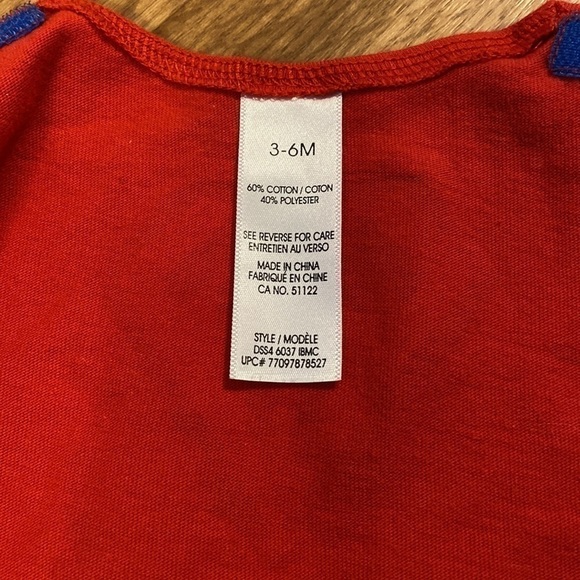 3-6M
60% COTTON / COTON
40% POLYESTER
SEE REVERSE FOR CARE
ENTRETIEN AU VERSO
MADE IN CHINA
FABRIQUÉ EN CHINE
CA NO. 51122
STYLE / MODÈLE
DSS4 6037 IBMC
UPC# 77097878527